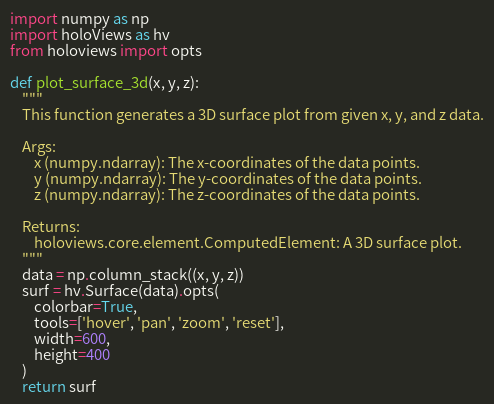 import numpy as np
import holoViews as hv
from holoviews import opts

def plot_surface_3d(x, y, z):
    """
    This function generates a 3D surface plot from given x, y, and z data.

    Args:
        x (numpy.ndarray): The x-coordinates of the data points.
        y (numpy.ndarray): The y-coordinates of the data points.
        z (numpy.ndarray): The z-coordinates of the data points.

    Returns:
        holoviews.core.element.ComputedElement: A 3D surface plot.
    """
    data = np.column_stack((x, y, z))
    surf = hv.Surface(data).opts(
        colorbar=True,
        tools=['hover', 'pan', 'zoom', 'reset'],
        width=600,
        height=400
    )
    return surf